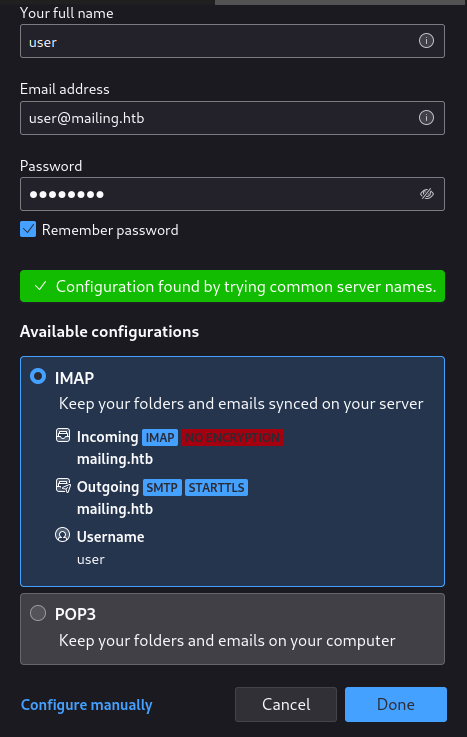 Your full name
user
Email address
user@mailing.htb
Password
●●●●●●●●
Remember password
Configuration found by trying common server names.
Available configurations
IMAP
Keep your folders and emails synced on your server
Incoming IMAP NO ENCRYPTION
mailing.htb
Outgoing SMTP STARTTLS
mailing.htb
Username
user
POP3
Keep your folders and emails on your computer
Configure manually Cancel Done